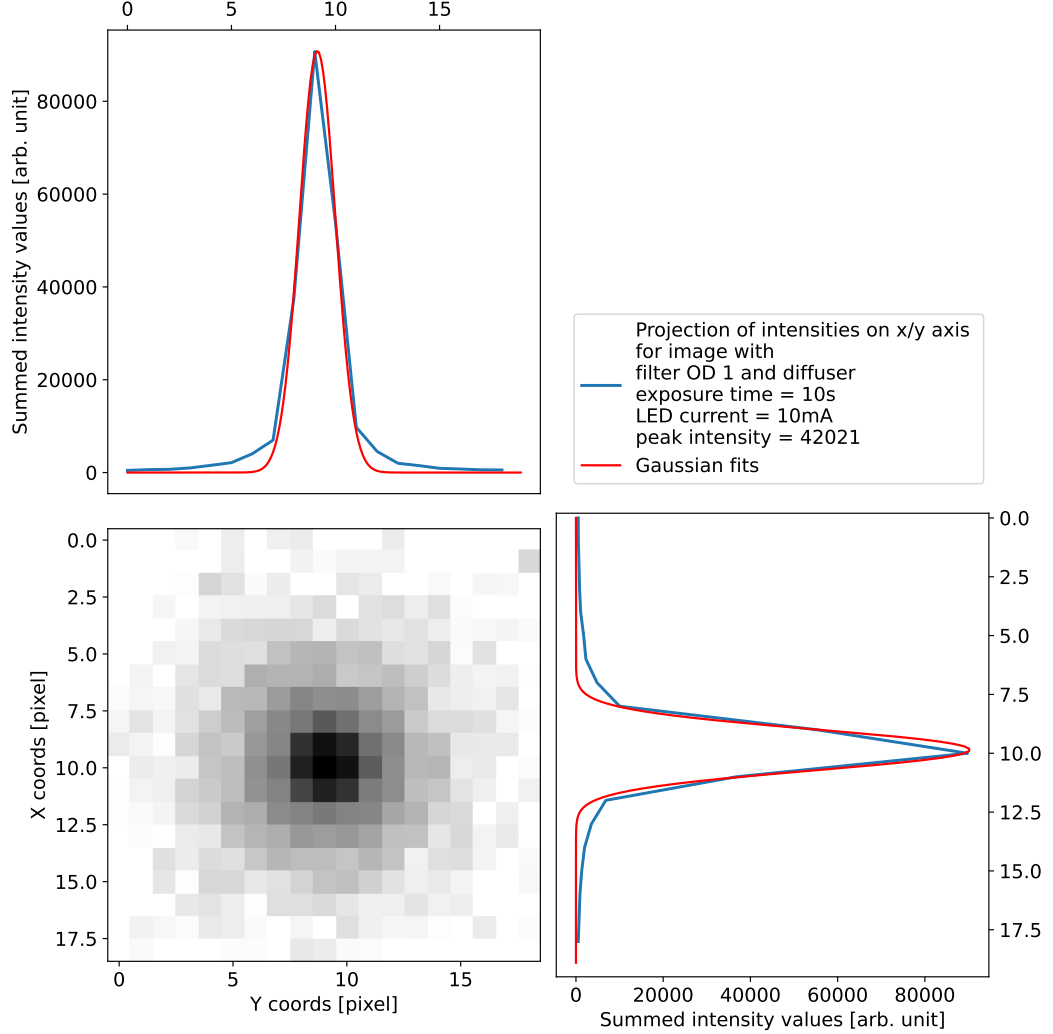 0 5 10 15
Summed intensity values [arb. unit]
80000
60000
40000
20000
0
Projection of intensities on x/y axis
for image with
filter OD 1 and diffuser
exposure time = 10s
LED current = 10mA
peak intensity = 42021
Gaussian fits
X coords [pixel]
0.0
2.5
5.0
7.5
10.0
12.5
15.0
17.5
0 5 10 15
Y coords [pixel]
0.0
2.5
5.0
7.5
10.0
12.5
15.0
17.5
0 20000 40000 60000 80000
Summed intensity values [arb. unit]